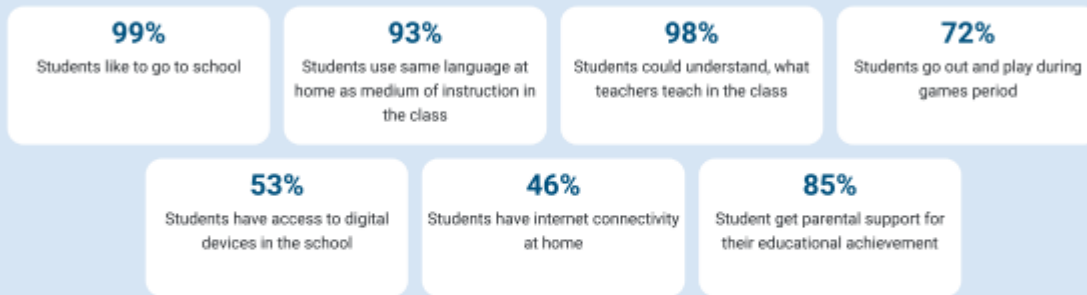 99%
Students like to go to school
93%
Students use same language at
home as medium of instruction in
the class
98%
Students could understand, what
teachers teach in the class
72%
Students go out and play during
games period
53%
Students have access to digital
devices in the school
46%
Students have internet connectivity
at home
85%
Student get parental support for
their educational achievement